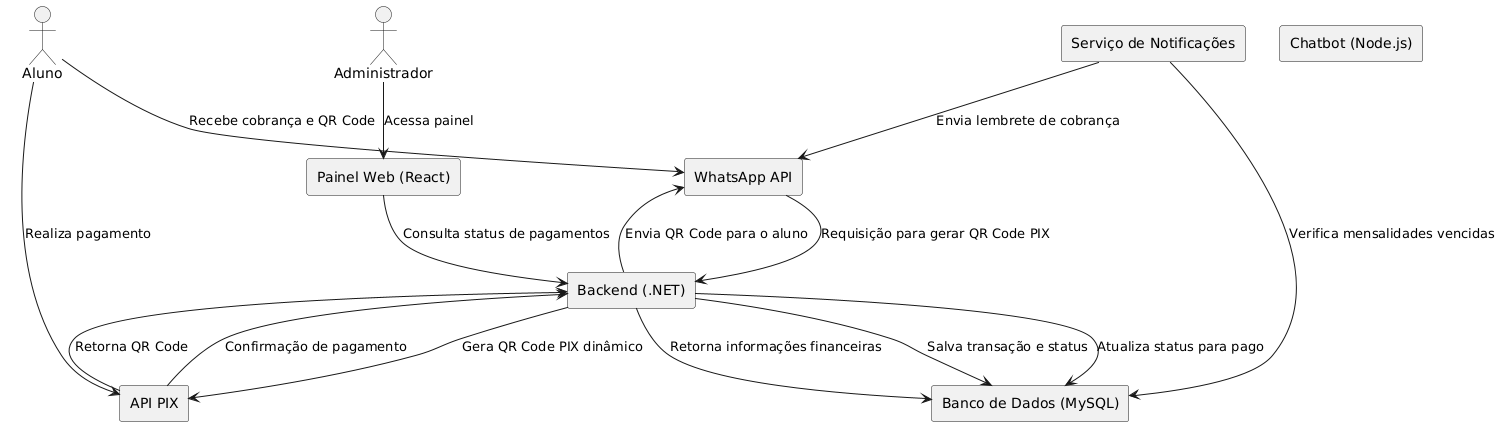 Serviço de Notificações
Chatbot (Node.js)
Aluno
Administrador
Recebe cobrança e QR Code
Acessa painel
Envia lembrete de cobrança
Painel Web (React)
WhatsApp API
Realiza pagamento
Consulta status de pagamentos
Envia QR Code para o aluno
Requisição para gerar QR Code PIX
Verifica mensalidades vencidas
Backend (.NET)
Retorna QR Code
Confirmação de pagamento
Gera QR Code PIX dinâmico
Retorna informações financeiras
Salva transação e status
Atualiza status para pago
API PIX
Banco de Dados (MySQL)